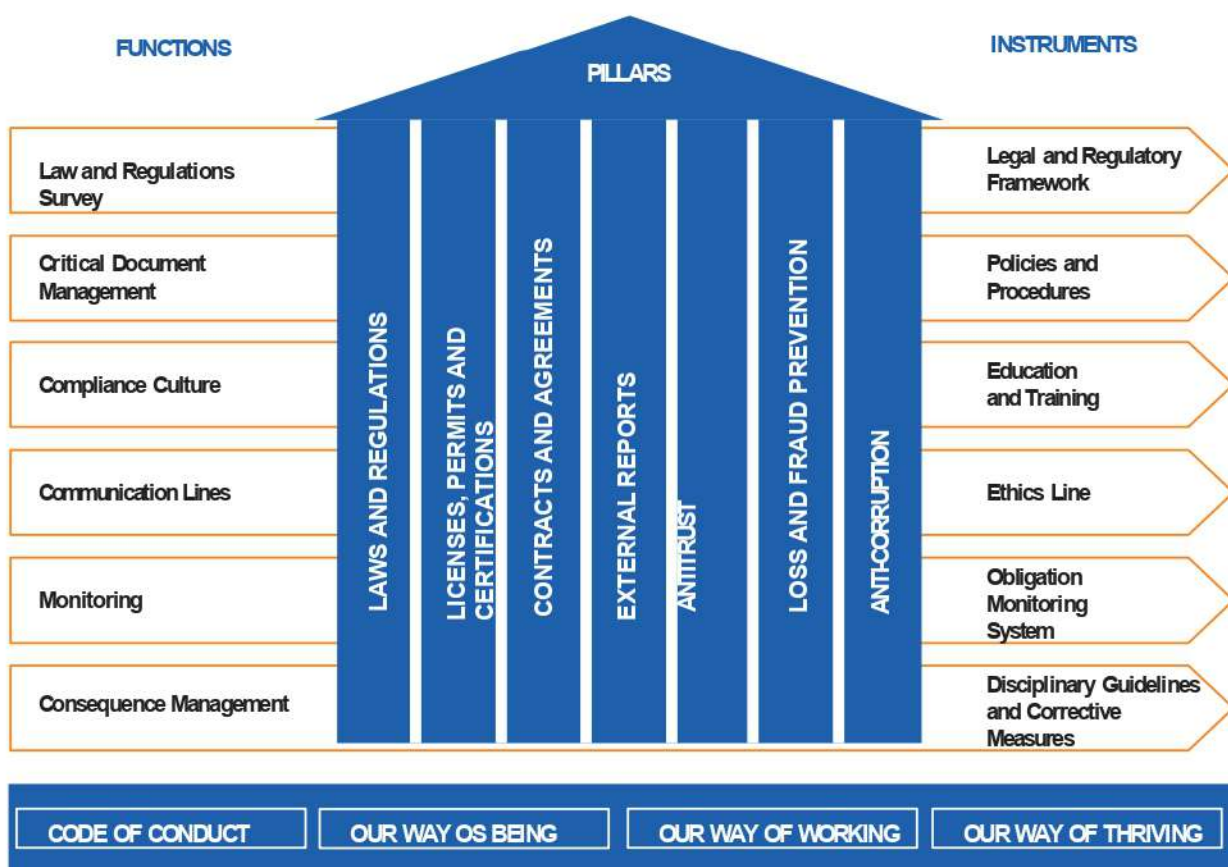 FUNCTIONS
PILLARS
INSTRUMENTS
Law and Regulations
Survey
Critical Document
Management
Compliance Culture
Communication Lines
Monitoring
Consequence Management
LAWS AND REGULATIONS
LICENSES, PERMITS AND
CERTIFICATIONS
CONTRACTS AND AGREEMENTS
EXTERNAL REPORTS
ANTITRUST
LOSS AND FRAUD PREVENTION
ANTI-CORRUPTION
Legal and Regulatory
Framework
Policies and
Procedures
Education
and Training
Ethics Line
Obligation
Monitoring
System
Disciplinary Guidelines
and Corrective
Measures
CODE OF CONDUCT
OUR WAY OS BEING
OUR WAY OF WORKING
OUR WAY OF THRIVING